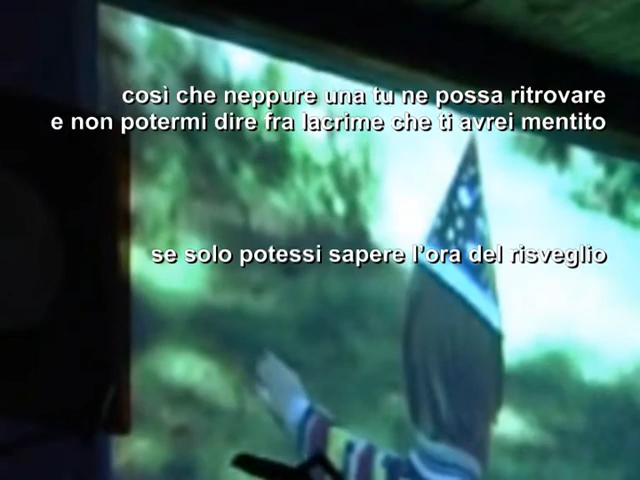 così che neppure una tu ne possa ritrovare
e non potermi dire fra lacrime che ti avrei mentito
se solo potessi sapere l'ora del risveglio